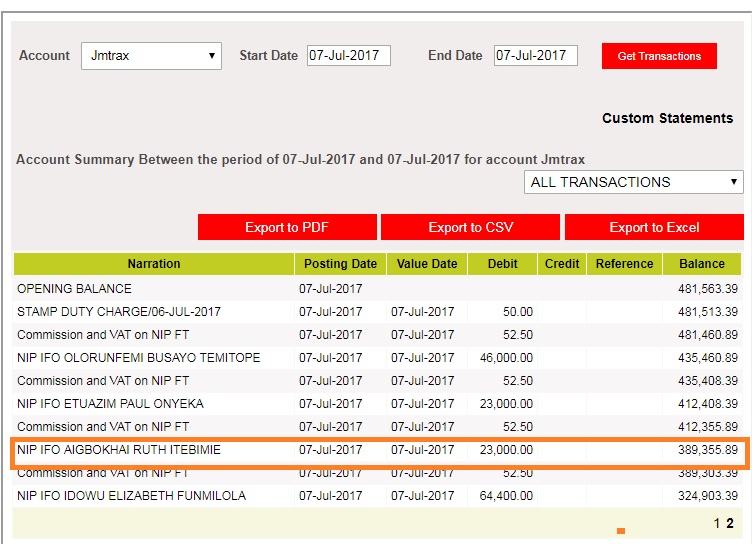 Account Jmtrax Start Date 07-Jul-2017 End Date 07-Jul-2017 Get Transactions
Custom Statements
Account Summary Between the period of 07-Jul-2017 and 07-Jul-2017 for account Jmtrax
ALL TRANSACTIONS
Export to PDF Export to CSV Export to Excel
Narration Posting Date Value Date Debit Credit Reference Balance
OPENING BALANCE 07-Jul-2017 481,563.39
STAMP DUTY CHARGE/06-JUL-2017 07-Jul-2017 07-Jul-2017 50.00 481,513.39
Commission and VAT on NIP FT 07-Jul-2017 07-Jul-2017 52.50 481,460.89
NIP IFO OLORUNFEMI BUSAYO TEMITOPE 07-Jul-2017 07-Jul-2017 46,000.00 435,460.89
Commission and VAT on NIP FT 07-Jul-2017 07-Jul-2017 52.50 435,408.39
NIP IFO ETUAZIM PAUL ONYEKA 07-Jul-2017 07-Jul-2017 23,000.00 412,408.39
Commission and VAT on NIP FT 07-Jul-2017 07-Jul-2017 52.50 412,355.89
NIP IFO AIGBOKHAI RUTH ITEBIMIE 07-Jul-2017 07-Jul-2017 23,000.00 389,355.89
Commission and VAT on NIP FT 07-Jul-2017 07-Jul-2017 52.50 389,303.39
NIP IFO IDOWU ELIZABETH FUNMILOLA 07-Jul-2017 07-Jul-2017 64,400.00 324,903.39
1 2